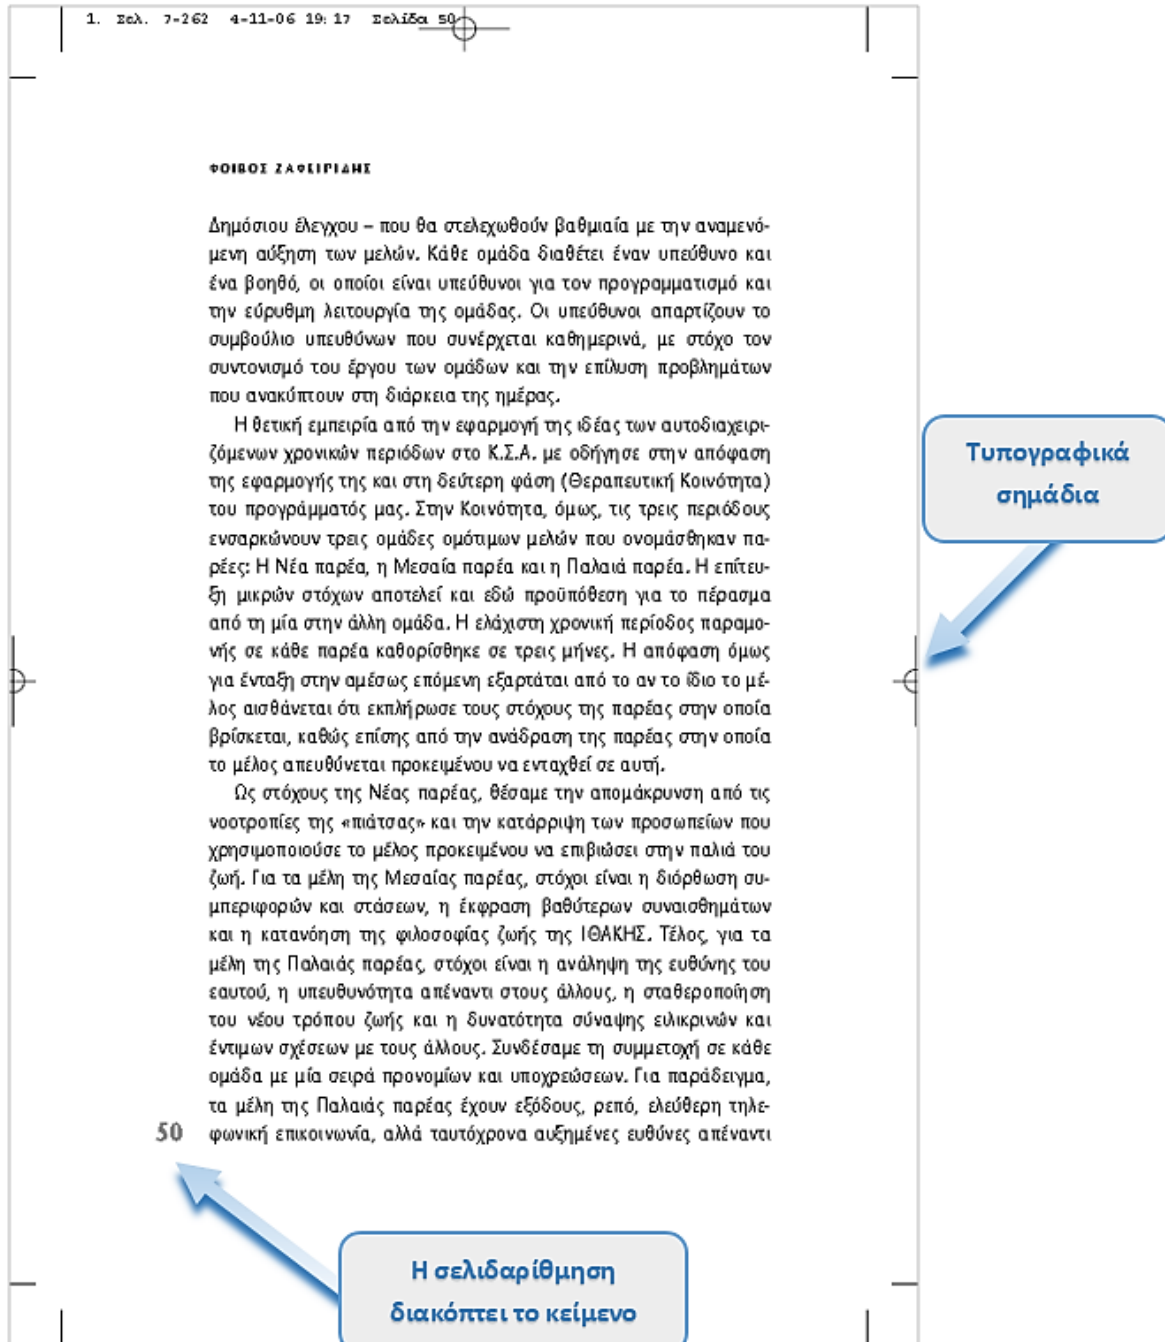 1. Σελ. 7-262 4-11-06 19:17 Σελίδα 50
ΦΟΙΒΟΣ ΖΑΦΕΙΡΙΔΗΣ
Δημόσιου έλεγχου – που θα στελεχωθούν βαθμιαία με την αναμενό-
μενη αύξηση των μελών. Κάθε ομάδα διαθέτει έναν υπεύθυνο και
ένα βοηθό, οι οποίοι είναι υπεύθυνοι για τον προγραμματισμό και
την εύρυθμη λειτουργία της ομάδας. Οι υπεύθυνοι απαρτίζουν το
συμβούλιο υπευθύνων που συνέρχεται καθημερινά, με στόχο τον
συντονισμό του έργου των ομάδων και την επίλυση προβλημάτων
που ανακύπτουν στη διάρκεια της ημέρας.
Η θετική εμπειρία από την εφαρμογή της ιδέας των αυτοδιαχειρι-
ζόμενων χρονικών περιόδων στο Κ.Σ.Α. με οδήγησε στην απόφαση
της εφαρμογής της και στη δεύτερη φάση (Θεραπευτική Κοινότητα)
του προγράμματός μας. Στην Κοινότητα, όμως, τις τρεις περιόδους
ενσαρκώνουν τρεις ομάδες ομότιμων μελών που ονομάσθηκαν πα-
ρέες: Η Νέα παρέα, η Μεσαία παρέα και η Παλαιά παρέα. Η επίτευ-
ξη μικρών στόχων αποτελεί και εδώ προϋπόθεση για το πέρασμα
από τη μία στην άλλη ομάδα. Η ελάχιστη χρονική περίοδος παραμο-
νής σε κάθε παρέα καθορίσθηκε σε τρεις μήνες. Η απόφαση όμως
για ένταξη στην αμέσως επόμενη εξαρτάται από το αν το ίδιο το μέ-
λος αισθάνεται ότι εκπλήρωσε τους στόχους της παρέας στην οποία
βρίσκεται, καθώς επίσης από την ανάδραση της παρέας στην οποία
το μέλος απευθύνεται προκειμένου να ενταχθεί σε αυτή.
Ως στόχους της Νέας παρέας, θέσαμε την απομάκρυνση από τις
νοοτροπίες της «πιάτσας» και την κατάρριψη των προσωπείων που
χρησιμοποιούσε το μέλος προκειμένου να επιβιώσει στην παλιά του
ζωή. Για τα μέλη της Μεσαίας παρέας, στόχοι είναι η διόρθωση συ-
μπεριφορών και στάσεων, η έκφραση βαθύτερων συναισθημάτων
και η κατανόηση της φιλοσοφίας ζωής της ΙΘΑΚΗΣ. Τέλος, για τα
μέλη της Παλαιάς παρέας, στόχοι είναι η ανάληψη της ευθύνης του
εαυτού, η υπευθυνότητα απέναντι στους άλλους, η σταθεροποίηση
του νέου τρόπου ζωής και η δυνατότητα σύναψης ειλικρινών και
έντιμων σχέσεων με τους άλλους. Συνδέσαμε τη συμμετοχή σε κάθε
ομάδα με μία σειρά προνομίων και υποχρεώσεων. Για παράδειγμα,
τα μέλη της Παλαιάς παρέας έχουν εξόδους, ρεπό, ελεύθερη τηλε-
50 φωνική επικοινωνία, αλλά ταυτόχρονα αυξημένες ευθύνες απέναντι
Τυπογραφικά
σημάδια
Η σελιδαρίθμηση
διακόπτει το κείμενο